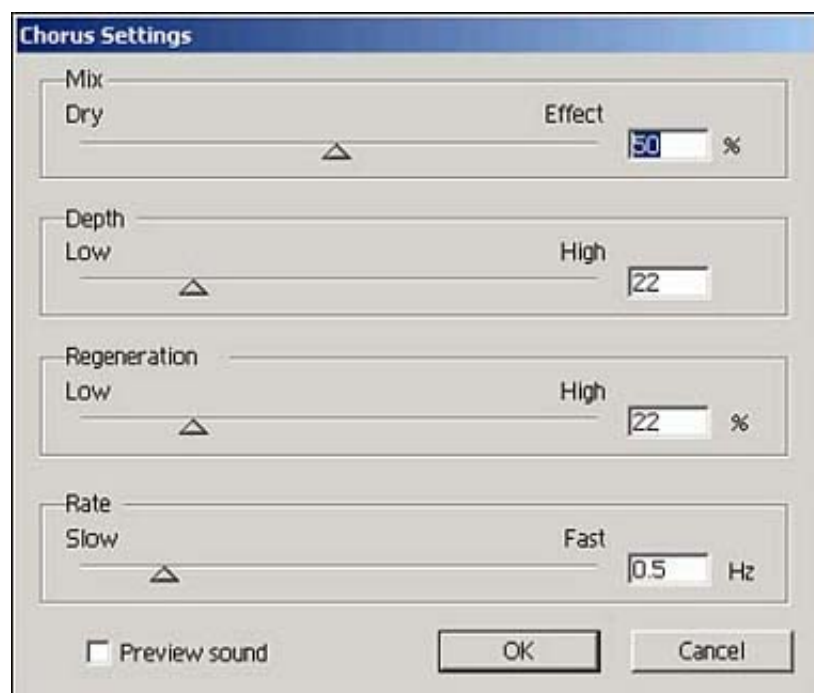 Chorus Settings
Mix
Dry Effect
50 %
Depth
Low High
22
Regeneration
Low High
22 %
Rate
Slow Fast
0.5 Hz
Preview sound OK Cancel